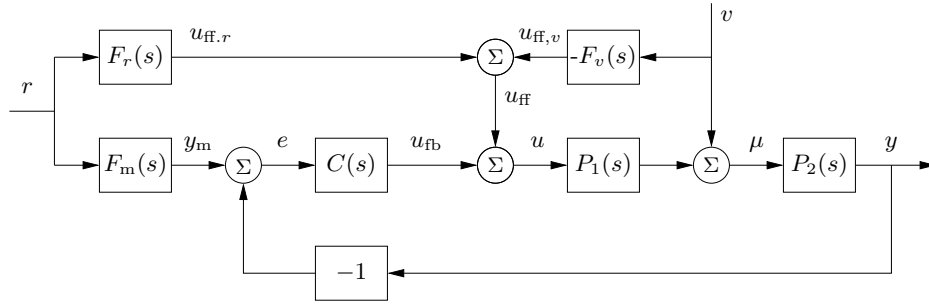 v
u_ff.r
u_ff,v
F_r(s)
Σ
-F_v(s)
r
u_ff
y_m
e
u_fb
u
μ
y
F_m(s)
Σ
C(s)
Σ
P_1(s)
Σ
P_2(s)
−1